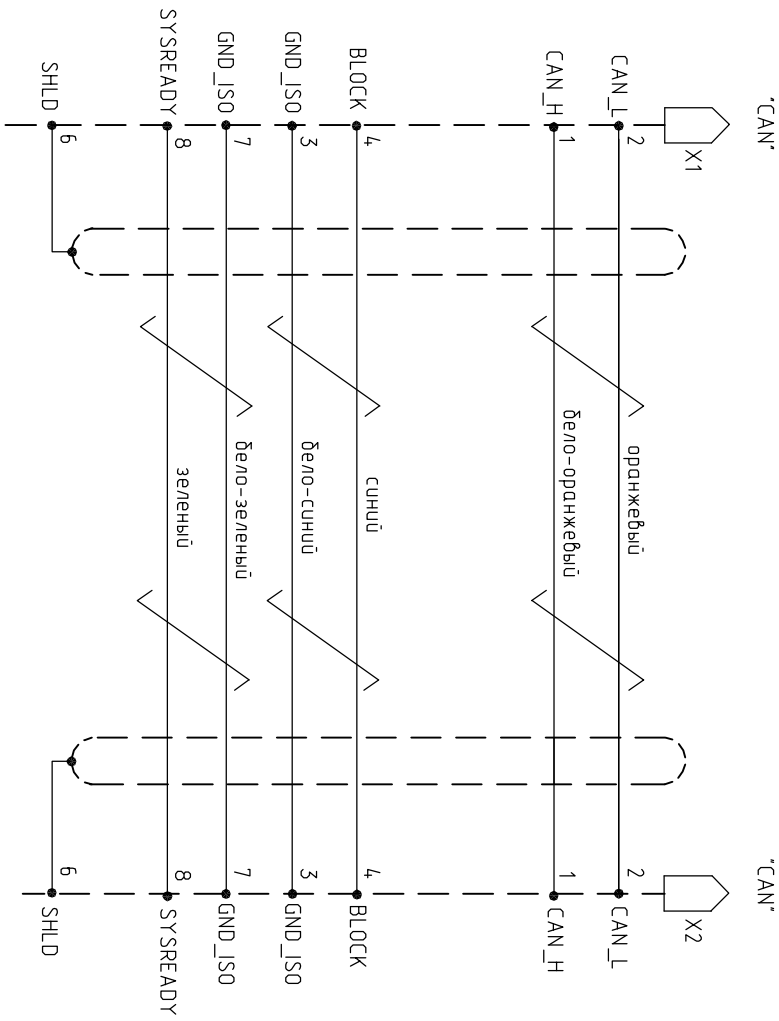 "CAN"
X1
CAN_L
2
CAN_H
1
BLOCK
4
GND_ISO
3
GND_ISO
7
SYSREADY
8
SHLD
6
оранжевый
бело-оранжевый
синий
бело-синий
бело-зеленый
зеленый
"CAN"
X2
2
CAN_L
1
CAN_H
4
BLOCK
3
GND_ISO
7
GND_ISO
8
SYSREADY
6
SHLD